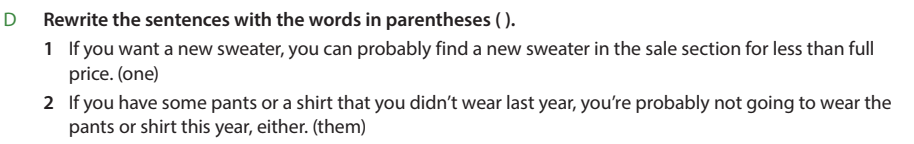 D Rewrite the sentences with the words in parentheses ( ).
1 If you want a new sweater, you can probably find a new sweater in the sale section for less than full
price. (one)
2 If you have some pants or a shirt that you didn’t wear last year, you’re probably not going to wear the
pants or shirt this year, either. (them)